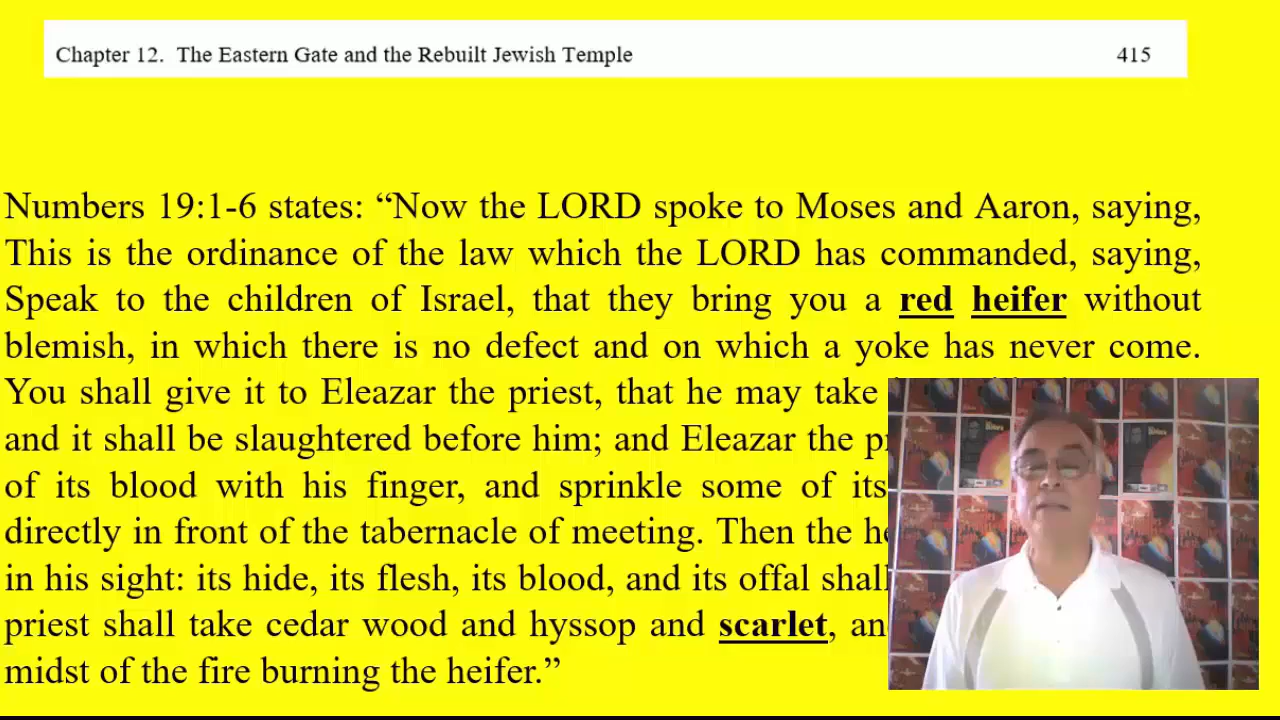 Chapter 12. The Eastern Gate and the Rebuilt Jewish Temple 415
Numbers 19:1-6 states: “Now the LORD spoke to Moses and Aaron, saying,
This is the ordinance of the law which the LORD has commanded, saying,
Speak to the children of Israel, that they bring you a red heifer without
blemish, in which there is no defect and on which a yoke has never come.
You shall give it to Eleazar the priest, that he may take
and it shall be slaughtered before him; and Eleazar the
of its blood with his finger, and sprinkle some of its
directly in front of the tabernacle of meeting. Then the
in his sight: its hide, its flesh, its blood, and its offal shall
priest shall take cedar wood and hyssop and scarlet,
midst of the fire burning the heifer.”